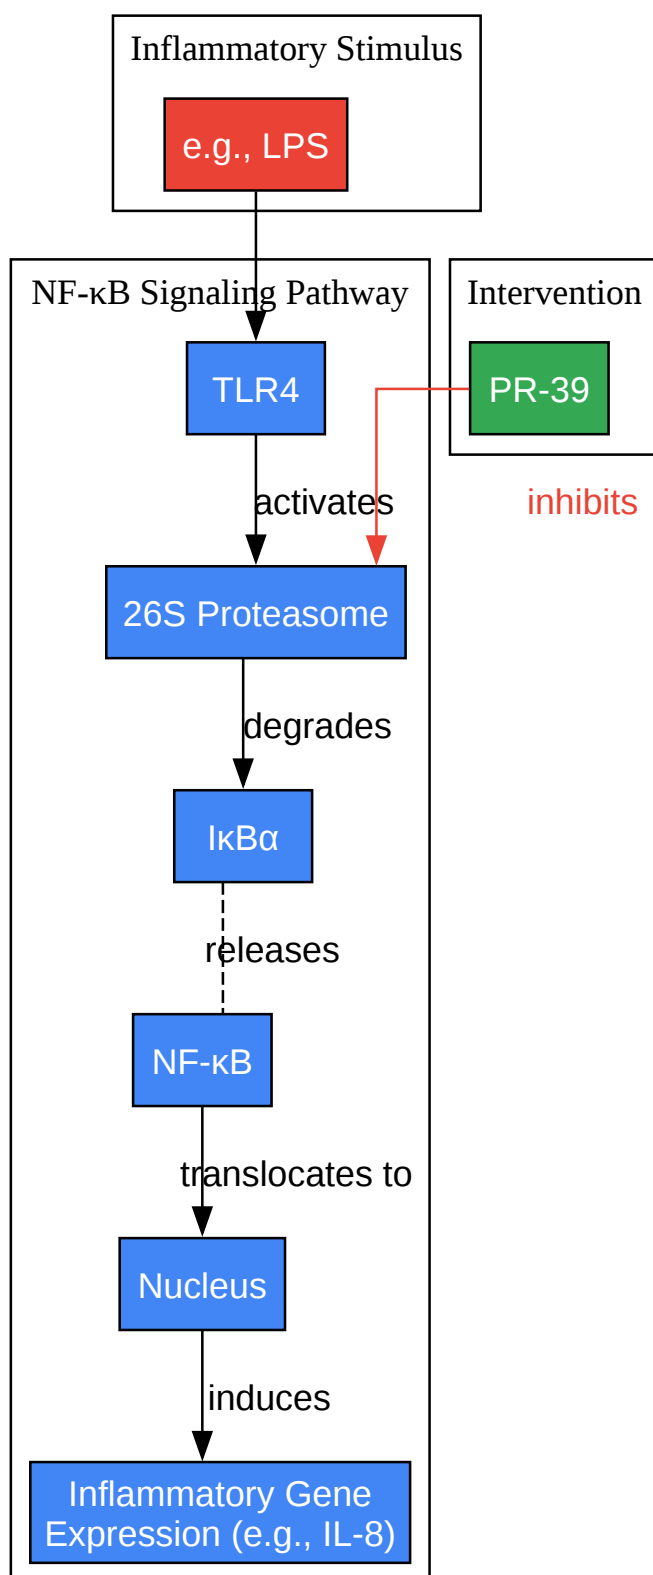 Inflammatory Stimulus
e.g., LPS
NF-κB Signaling Pathway
Intervention
TLR4
PR-39
activates
inhibits
26S Proteasome
degrades
IκBα
releases
NF-κB
translocates to
Nucleus
induces
Inflammatory Gene
Expression (e.g., IL-8)